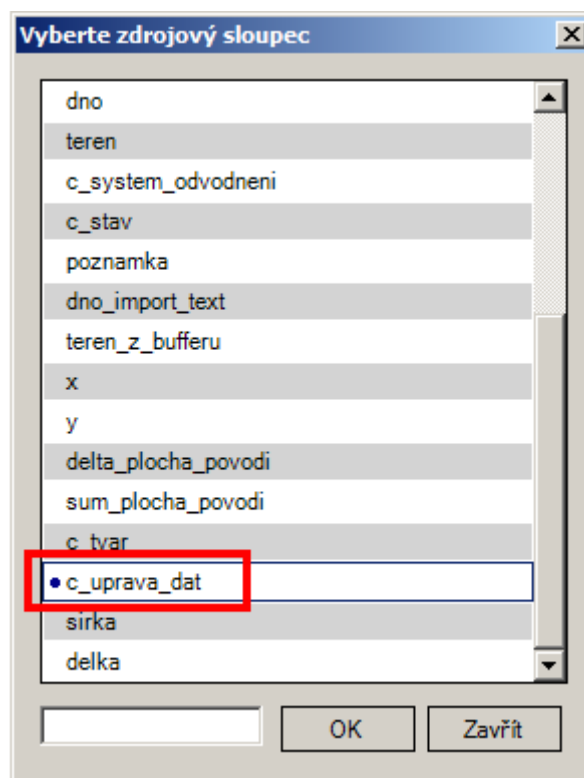 Vyberte zdrojový sloupec
dno
teren
c_system_odvodneni
c_stav
poznamka
dno_import_text
teren_z_bufferu
x
y
delta_plocha_povodi
sum_plocha_povodi
c_tvar
c_uprava_dat
sirka
delka
OK Zavřít